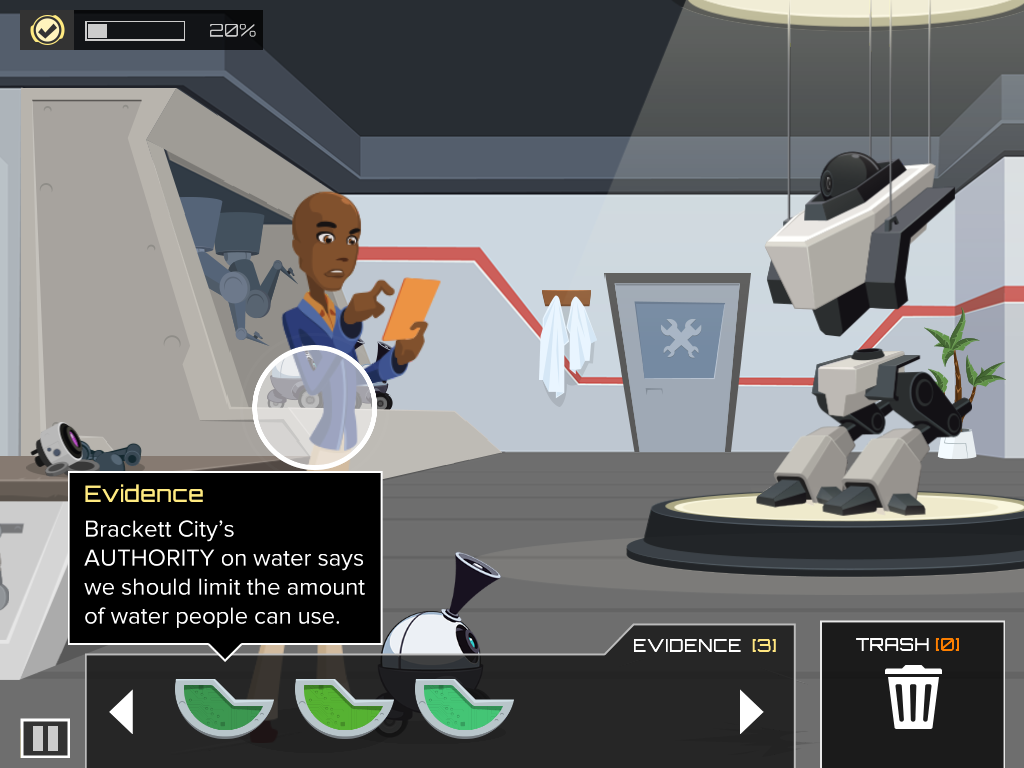 20%
Evidence
Brackett City’s
AUTHORITY on water says
we should limit the amount
of water people can use.
EVIDENCE [3]
TRASH [0]